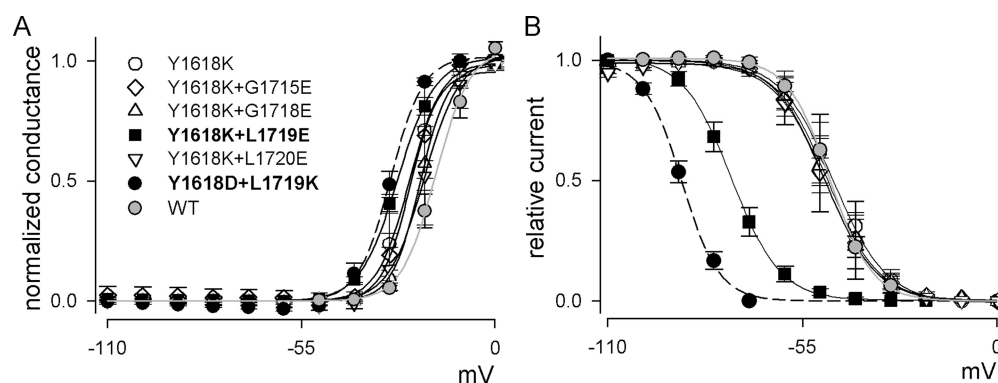 A
normalized conductance
1.0
0.5
0.0
Y1618K
Y1618K+G1715E
Y1618K+G1718E
Y1618K+L1719E
Y1618K+L1720E
Y1618D+L1719K
WT
-110
-55
0
mV
B
relative current
1.0
0.5
0.0
-110
-55
0
mV